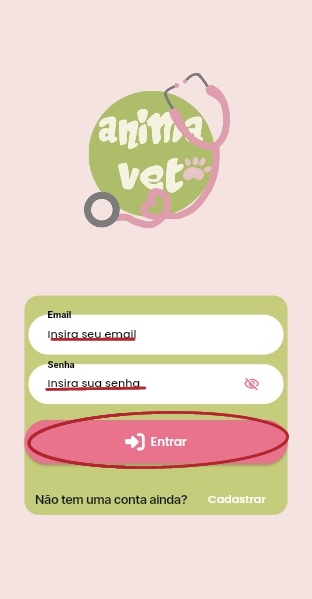 anima
vet
Email
Insira seu email
Senha
Insira sua senha
Entrar
Não tem uma conta ainda? Cadastrar